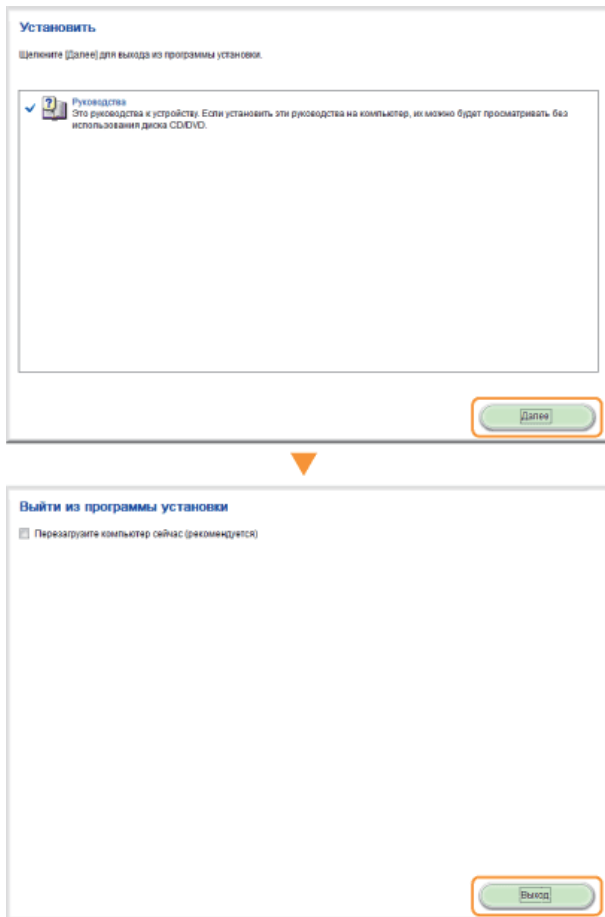 Установить
Щелкните [Далее] для выхода из программы установки.
Руководства
Это руководства к устройству. Если установить эти руководства на компьютер, их можно будет просматривать без
использования диска CD/DVD.
Далее
Выйти из программы установки
Перезагрузите компьютер сейчас (рекомендуется)
Выход